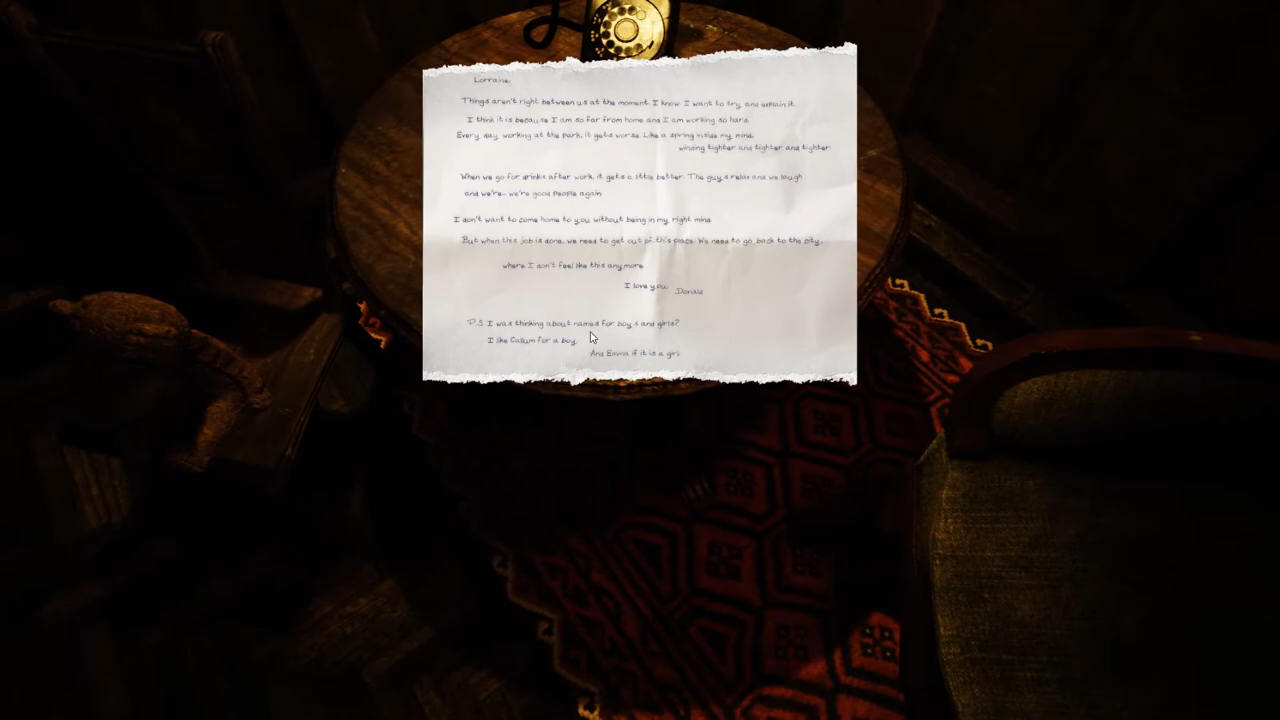 Lorraine,
Things aren't right between us at the moment I know. I want to try and explain it.
I think it is because I am so far from home and I am working so hard
Every day working at the park, it gets worse. Like a spring inside my mind
winding tighter and tighter and tighter
When we go for drinks after work, it gets a little better. The guys relax and we laugh
and we're- we're good people again
I don't want to come home to you without being in my right mind
But when this job is done, we need to get out of this place. We need to go back to the city,
where I don't feel like this anymore
I love you
Donald
P.S. I was thinking about names for boys and girls?
I like Callum for a boy.
And Emma if it is a girl